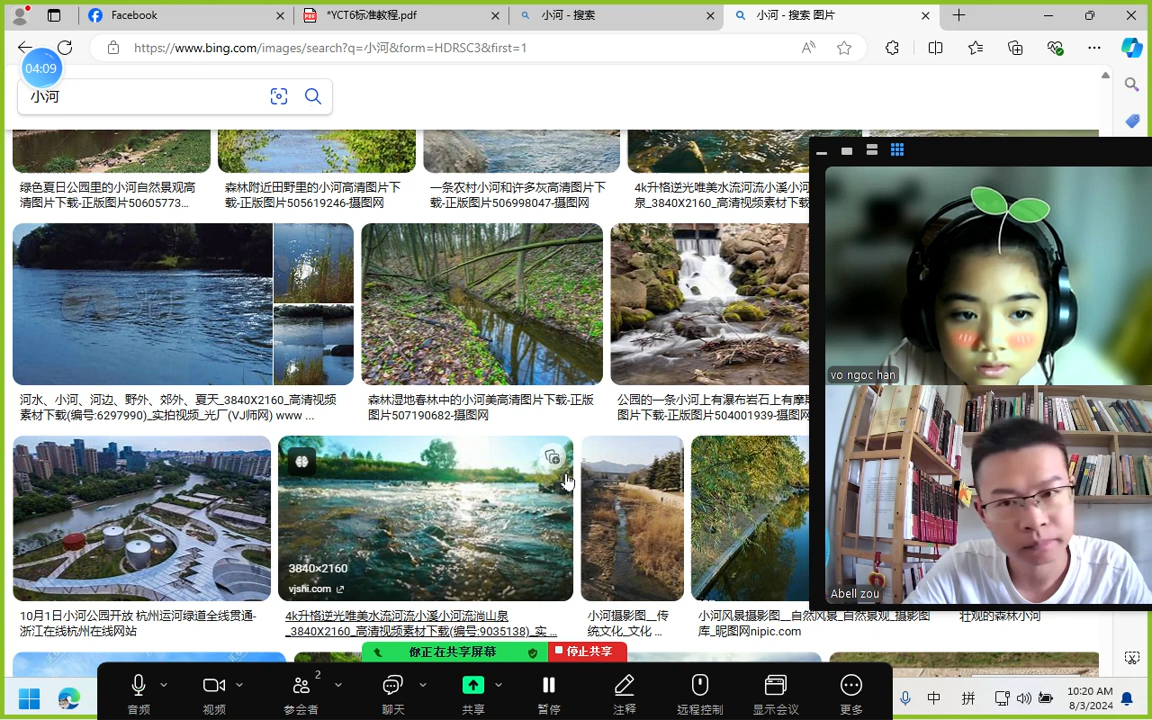 Facebook
*YCT6标准教程.pdf
小河 - 搜索
小河 - 搜索 图片
https://www.bing.com/images/search?q=小河&form=HDRSC3&first=1
04:09
小河
绿色夏日公园里的小河自然景观高
清图片下载-正版图片50605773...
森林附近田野里的小河高清图片下
载-正版图片505619246-摄图网
一条农村小河和许多灰高清图片下
载-正版图片506998047-摄图网
4k升格逆光唯美水流河流小溪小河
泉_3840X2160_高清视频素材下载
河水、小河、河边、野外、郊外、夏天_3840X2160_高清视频
素材下载(编号:6297990)_实拍视频_光厂(VJ师网) www ...
森林湿地春林中的小河美高清图片下载-正版
图片507190682-摄图网
公园的一条小河上有瀑布岩石上有摩
图片下载-正版图片504001939-摄图网
vo ngoc han
Abell zou
3840×2160
vjshi.com
10月1日小河公园开放 杭州运河绿道全线贯通-
浙江在线杭州在线网站
4k升格逆光唯美水流河流小溪小河流淌山泉
_3840X2160_高清视频素材下载(编号:9035138)_实 ...
小河摄影图__传
统文化_文化 ...
小河风景摄影图__自然风景_自然景观_摄影图
库_昵图网nipic.com
壮观的森林小河
你正在共享屏幕
停止共享
音频
视频
2
参会者
聊天
共享
暂停
注释
远程控制
显示会议
更多
中
拼
10:20 AM
8/3/2024